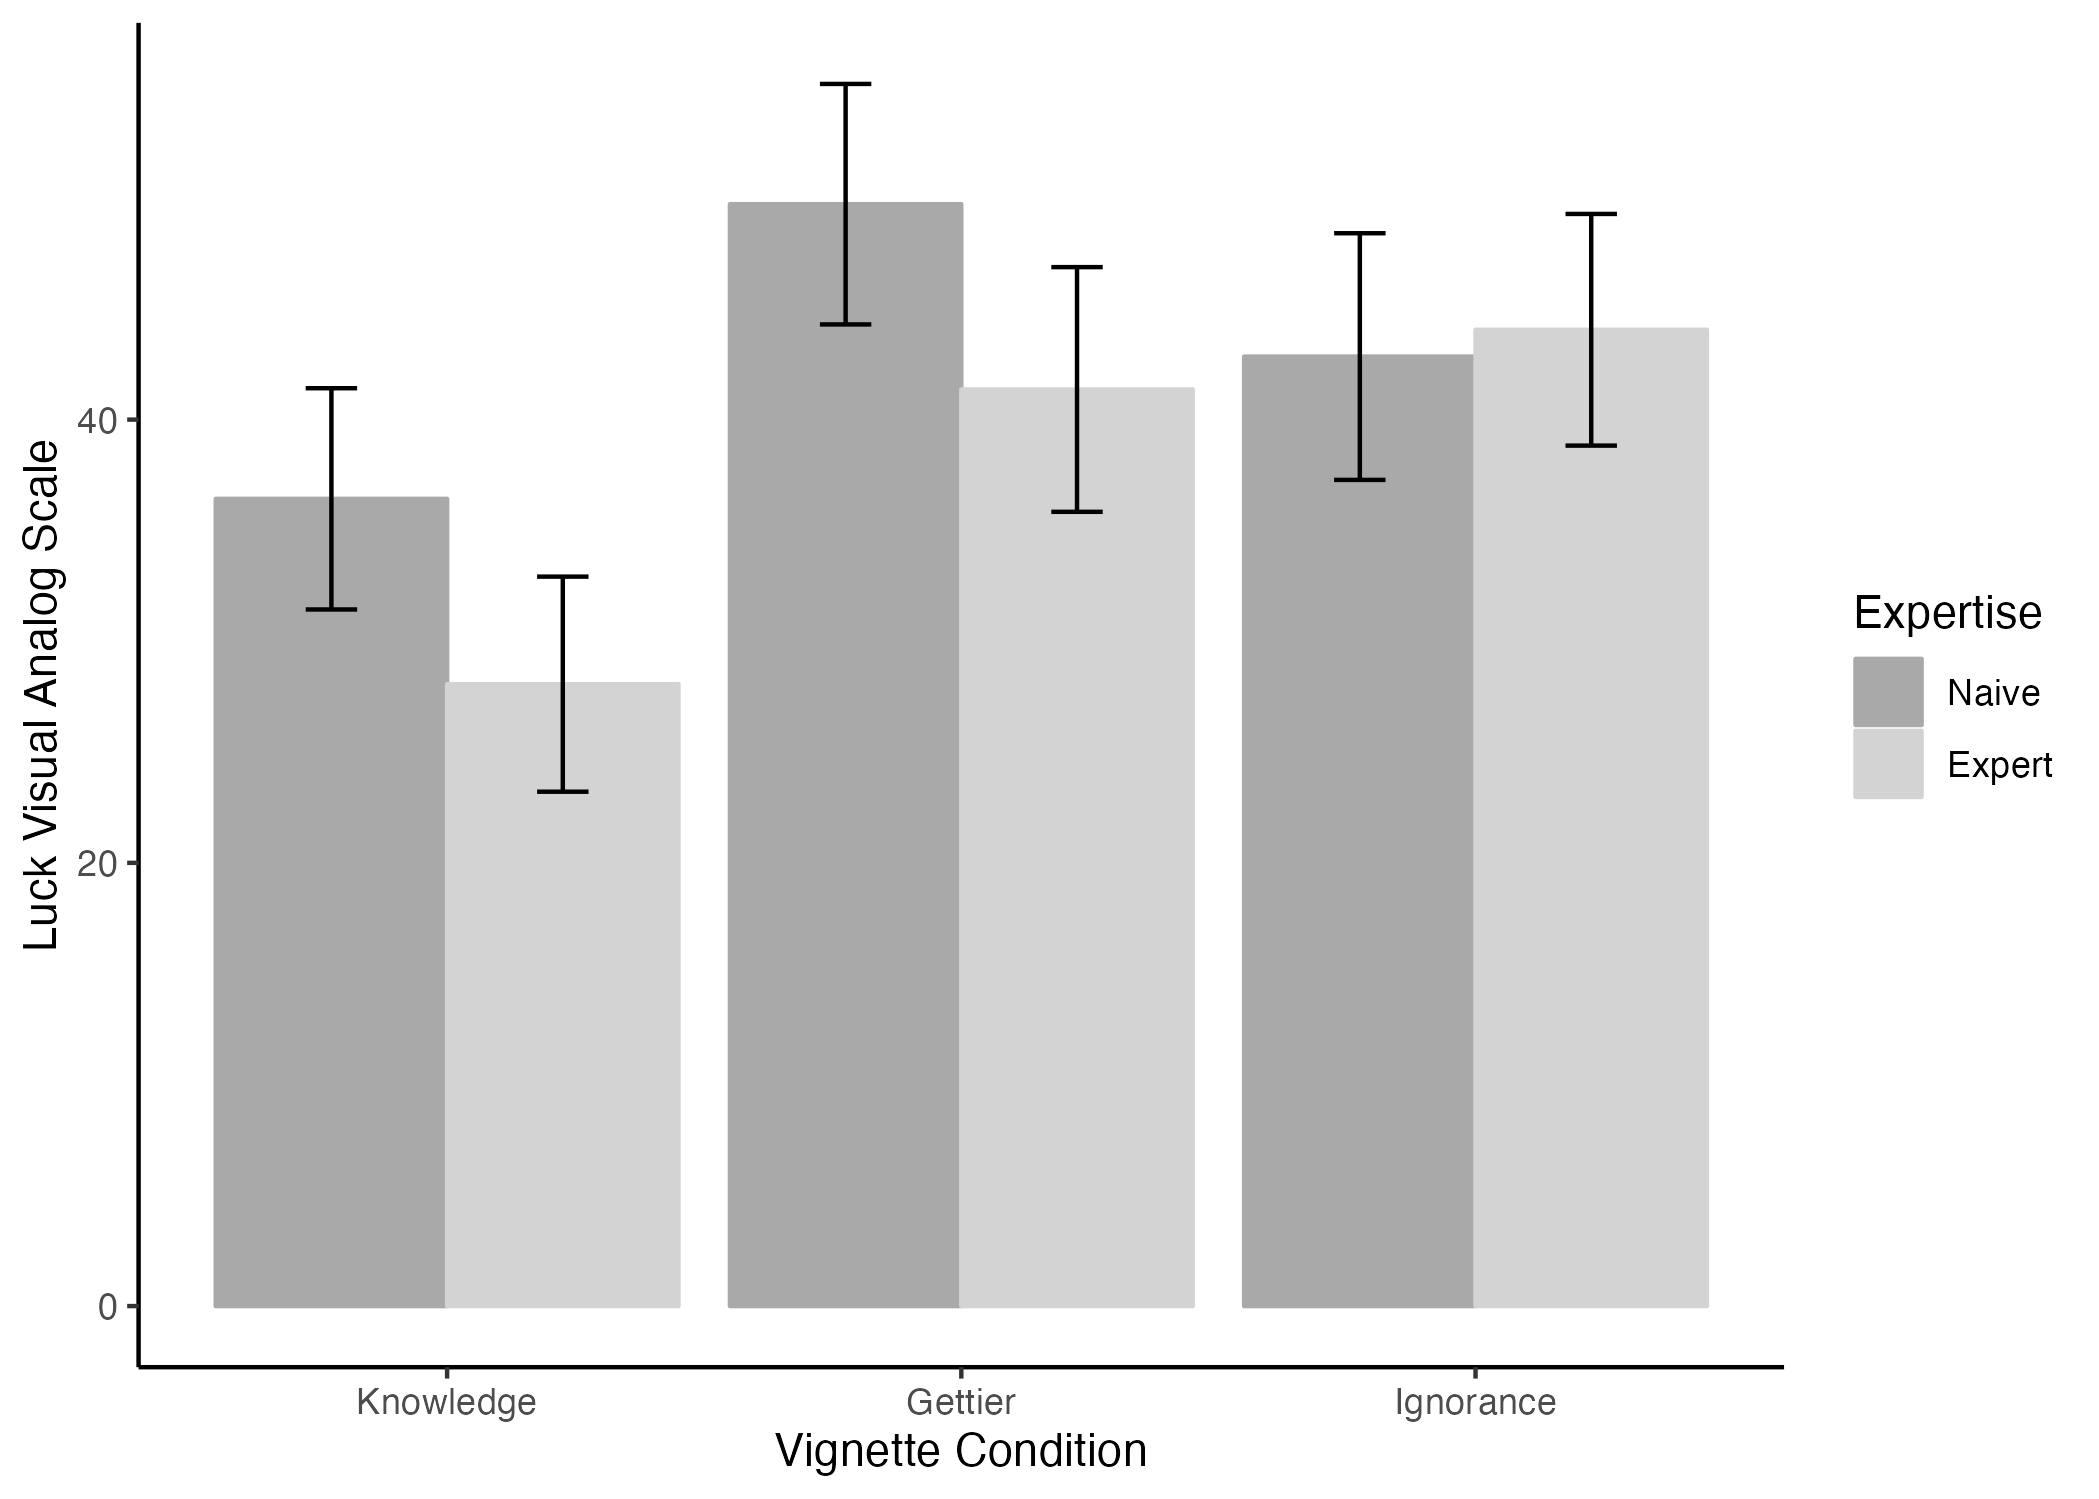 Luck Visual Analog Scale
40
20
0
Knowledge
Gettier
Ignorance
Vignette Condition
Expertise
Naive
Expert